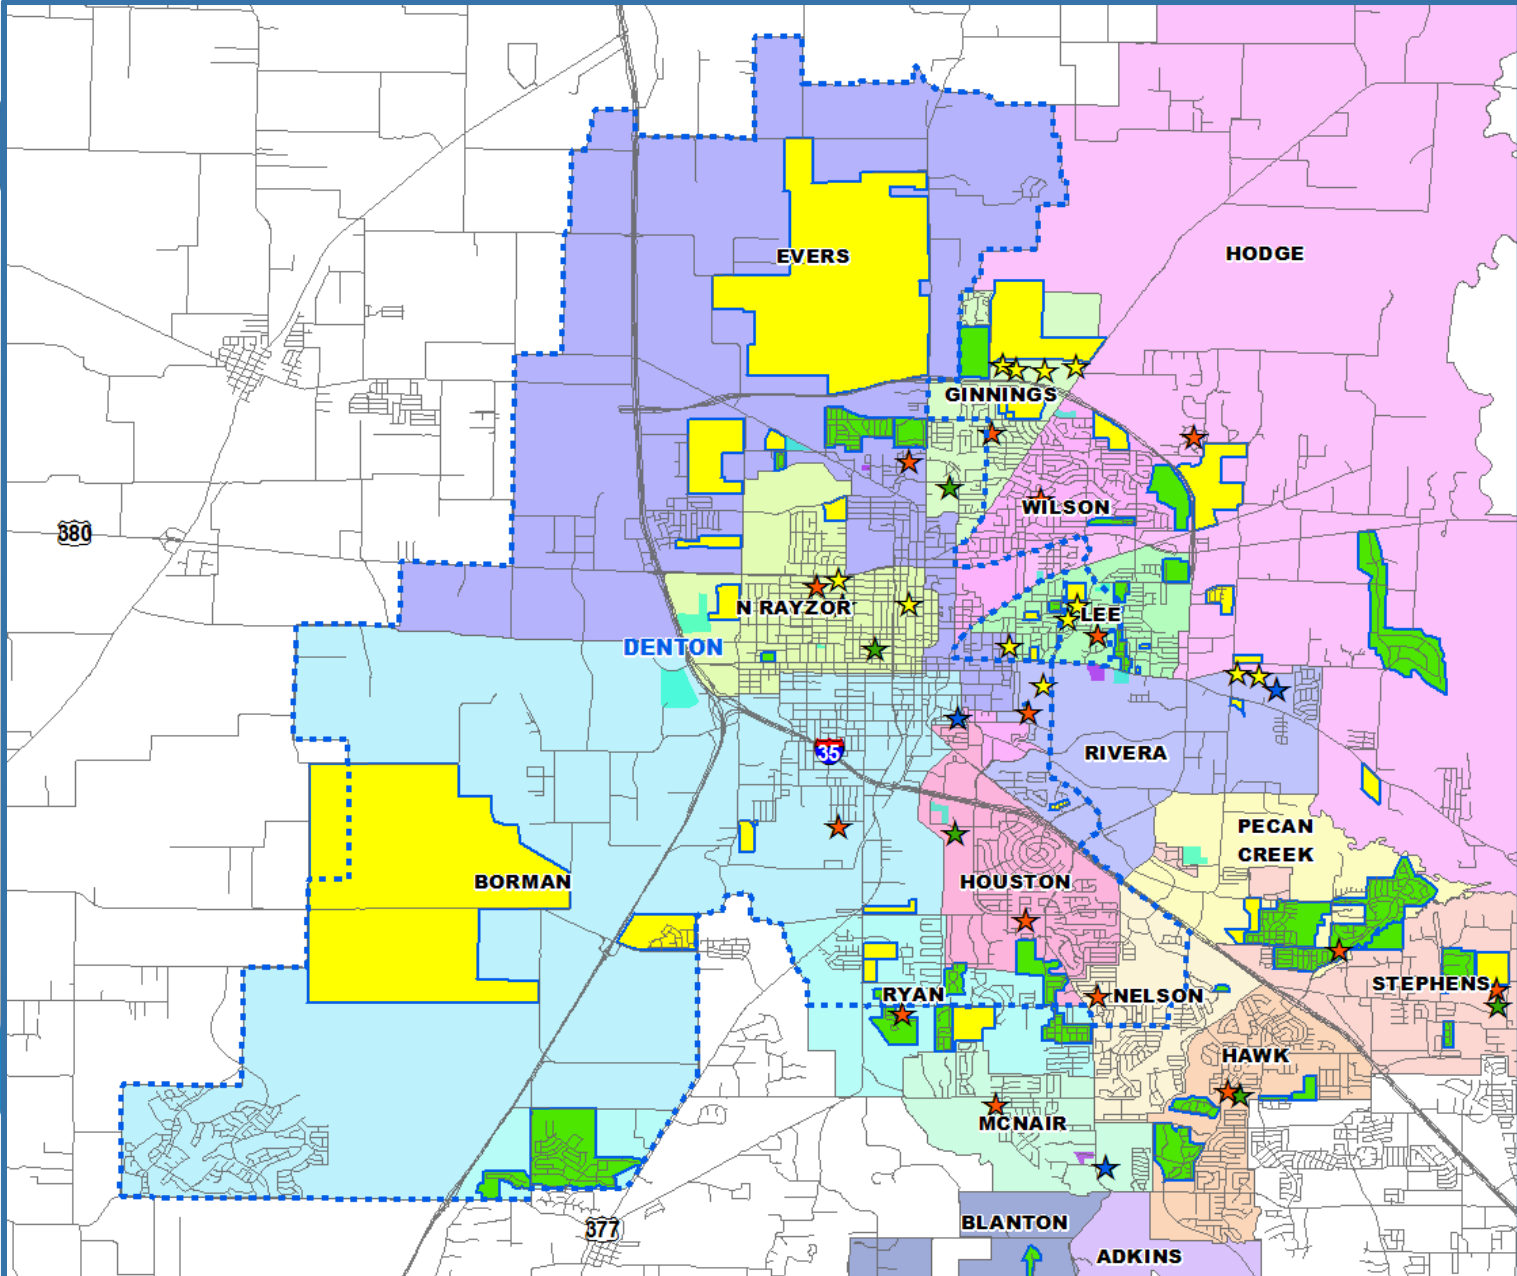 HODGE
EVERS
GINNINGS
WILSON
380
N RAYZOR
LEE
DENTON
35
RIVERA
PECAN
CREEK
BORMAN
HOUSTON
STEPHENS
RYAN
NELSON
HAWK
MCNAIR
BLANTON
377
ADKINS